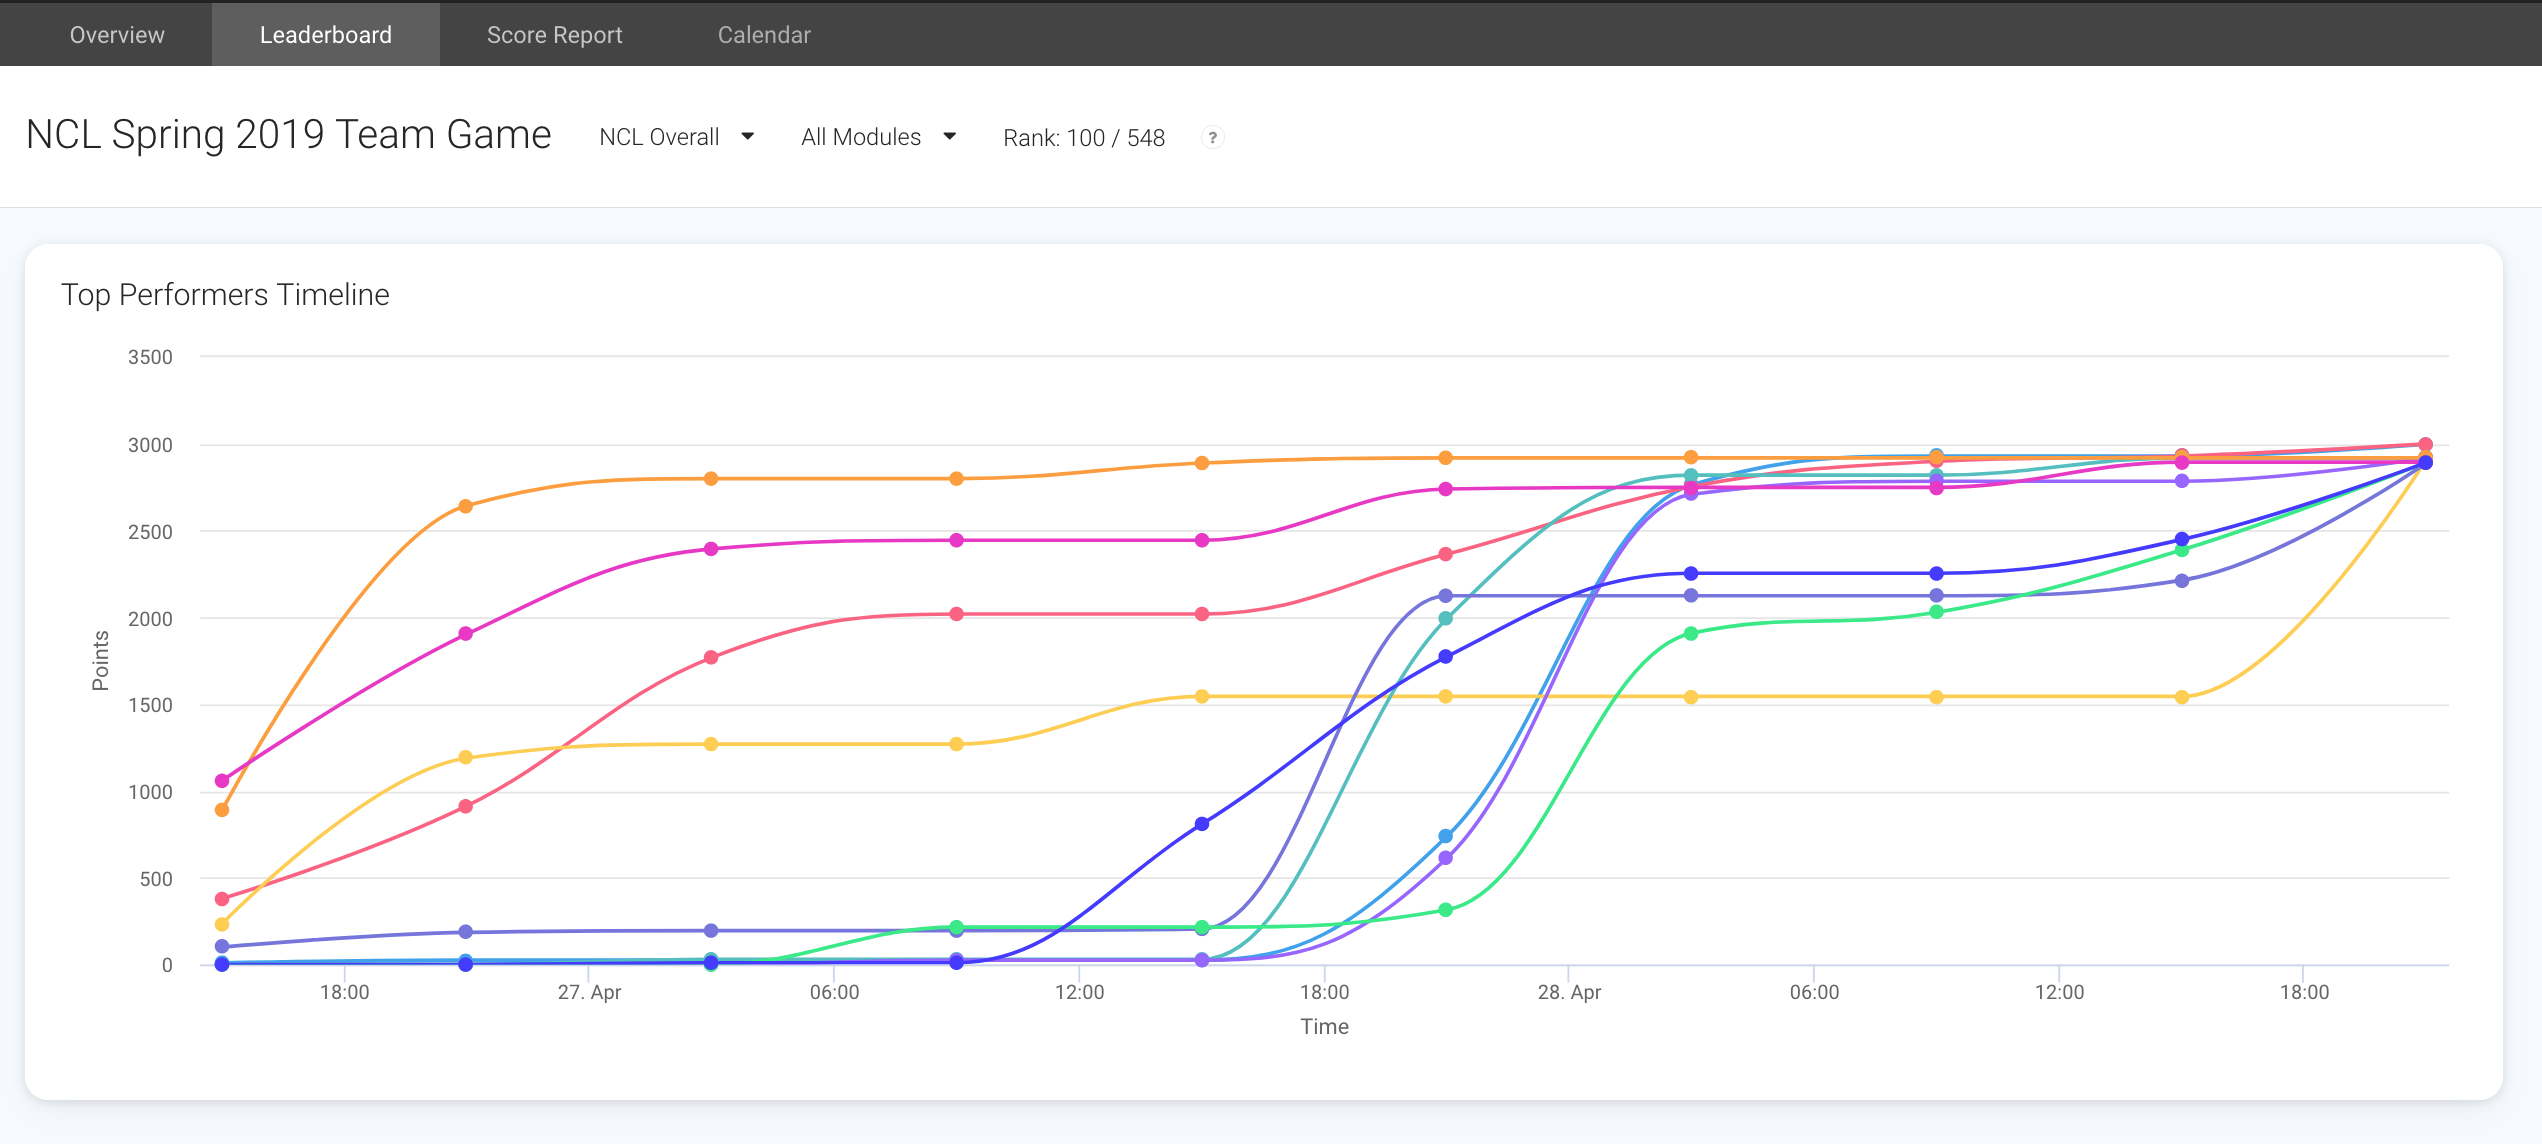 Overview Leaderboard Score Report Calendar
NCL Spring 2019 Team Game NCL Overall All Modules Rank: 100 / 548 ?
Top Performers Timeline
3500
3000
2500
2000
1500
1000
500
0
Points
18:00 27. Apr 06:00 12:00 18:00 28. Apr 06:00 12:00 18:00
Time